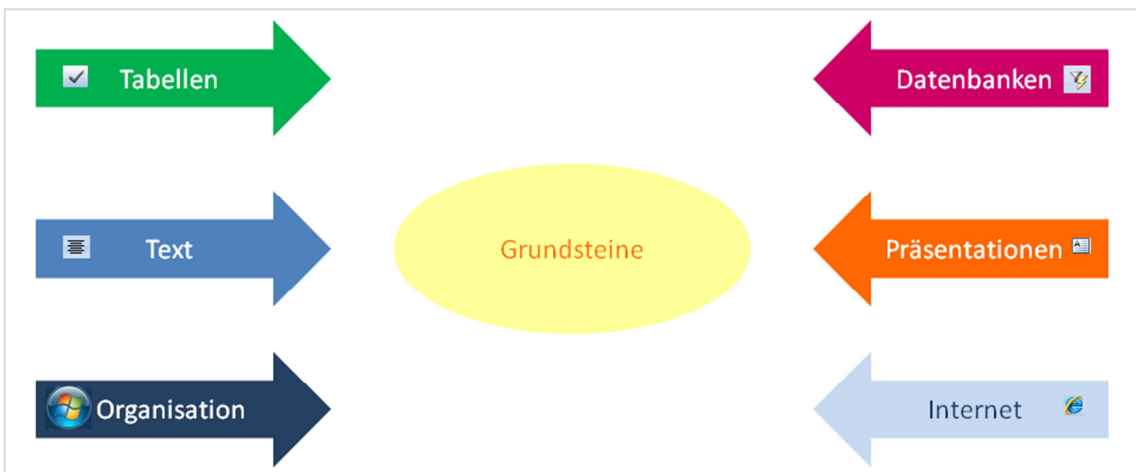 Tabellen
Datenbanken
Text
Grundsteine
Präsentationen
Organisation
Internet